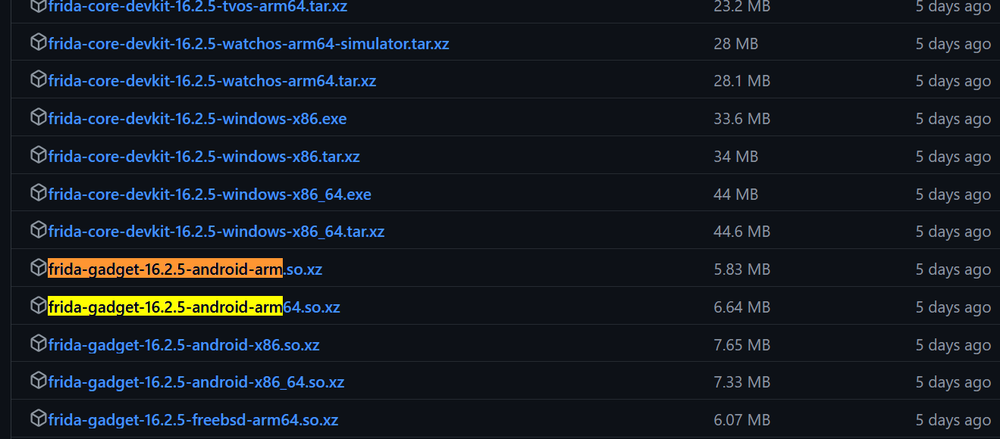 frida-core-devkit-16.2.5-tvos-arm64.tar.xz 23.2 MB 5 days ago
frida-core-devkit-16.2.5-watchos-arm64-simulator.tar.xz 28 MB 5 days ago
frida-core-devkit-16.2.5-watchos-arm64.tar.xz 28.1 MB 5 days ago
frida-core-devkit-16.2.5-windows-x86.exe 33.6 MB 5 days ago
frida-core-devkit-16.2.5-windows-x86.tar.xz 34 MB 5 days ago
frida-core-devkit-16.2.5-windows-x86_64.exe 44 MB 5 days ago
frida-core-devkit-16.2.5-windows-x86_64.tar.xz 44.6 MB 5 days ago
frida-gadget-16.2.5-android-arm.so.xz 5.83 MB 5 days ago
frida-gadget-16.2.5-android-arm64.so.xz 6.64 MB 5 days ago
frida-gadget-16.2.5-android-x86.so.xz 7.65 MB 5 days ago
frida-gadget-16.2.5-android-x86_64.so.xz 7.33 MB 5 days ago
frida-gadget-16.2.5-freebsd-arm64.so.xz 6.07 MB 5 days ago